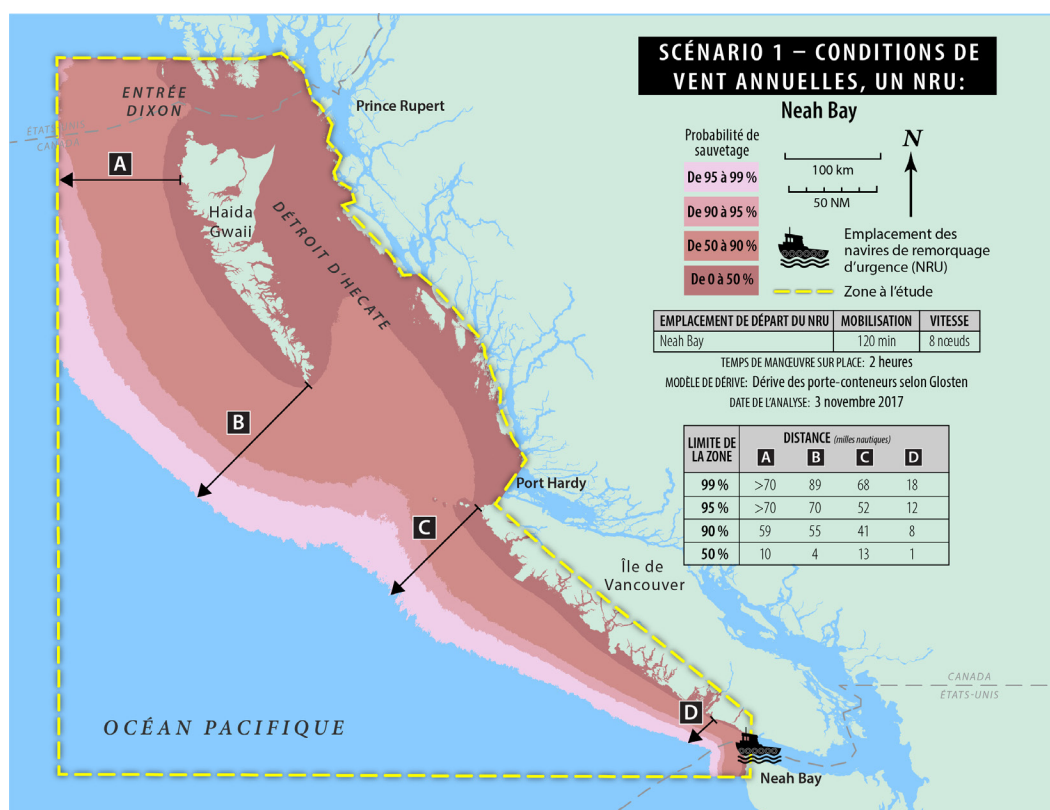 SCÉNARIO 1 – CONDITIONS DE
VENT ANNUELLES, UN NRU:
Neah Bay
Probabilité de
sauvetage
De 95 à 99 %
De 90 à 95 %
De 50 à 90 %
De 0 à 50 %
100 km
50 NM
N
Emplacement des
navires de remorquage
d'urgence (NRU)
Zone à l'étude
EMPLACEMENT DE DÉPART DU NRU MOBILISATION VITESSE
Neah Bay 120 min 8 nœuds
TEMPS DE MANŒUVRE SUR PLACE: 2 heures
MODÈLE DE DÉRIVE: Dérive des porte-conteneurs selon Glosten
DATE DE L'ANALYSE: 3 novembre 2017
LIMITE DE
LA ZONE
DISTANCE (milles nautiques)
A B C D
99 % >70 89 68 18
95 % >70 70 52 12
90 % 59 55 41 8
50 % 10 4 13 1
ENTRÉE
DIXON
Prince Rupert
ÉTATS-UNIS
CANADA
A
Haida
Gwaii
DÉTROIT D'HECATE
B
Port Hardy
C
Île de
Vancouver
D
CANADA
ÉTATS-UNIS
OCÉAN PACIFIQUE
Neah Bay